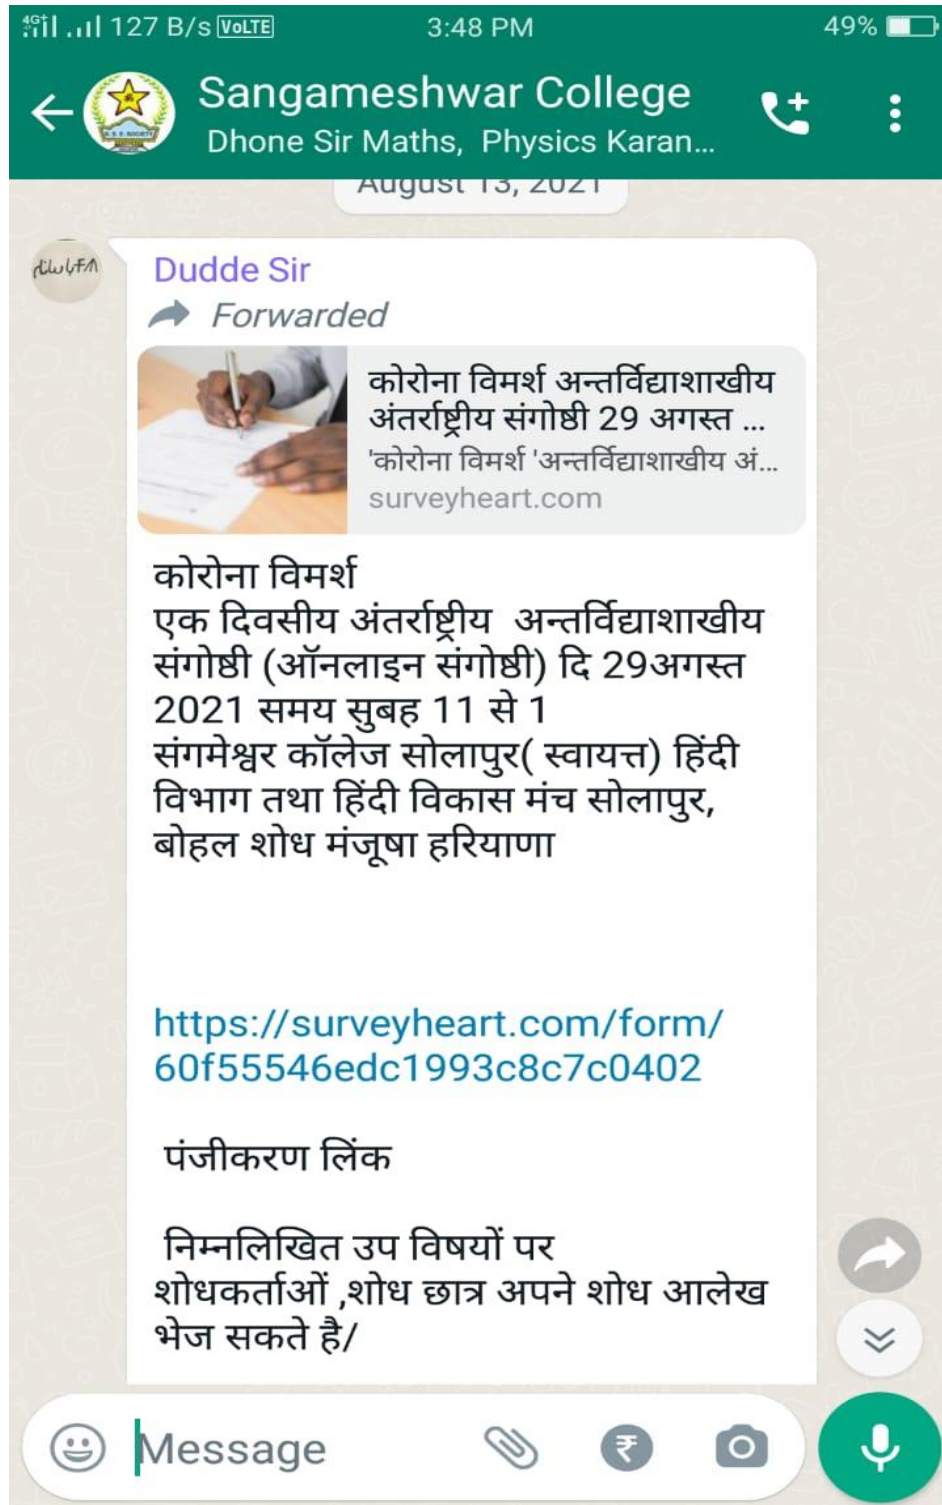 127 B/s VoLTE 3:48 PM 49%
Sangameshwar College
Dhone Sir Maths, Physics Karan...
August 13, 2021
Dudde Sir
Forwarded
कोरोना विमर्श अन्तर्विद्याशाखीय
अंतर्राष्ट्रीय संगोष्ठी 29 अगस्त ...
'कोरोना विमर्श 'अन्तर्विद्याशाखीय अं...
surveyheart.com
कोरोना विमर्श
एक दिवसीय अंतर्राष्ट्रीय अन्तर्विद्याशाखीय
संगोष्ठी (ऑनलाइन संगोष्ठी) दि 29अगस्त
2021 समय सुबह 11 से 1
संगमेश्वर कॉलेज सोलापुर( स्वायत्त) हिंदी
विभाग तथा हिंदी विकास मंच सोलापुर,
बोहल शोध मंजूषा हरियाणा
https://surveyheart.com/form/
60f55546edc1993c8c7c0402
पंजीकरण लिंक
निम्नलिखित उप विषयों पर
शोधकर्ताओं ,शोध छात्र अपने शोध आलेख
भेज सकते है/
Message